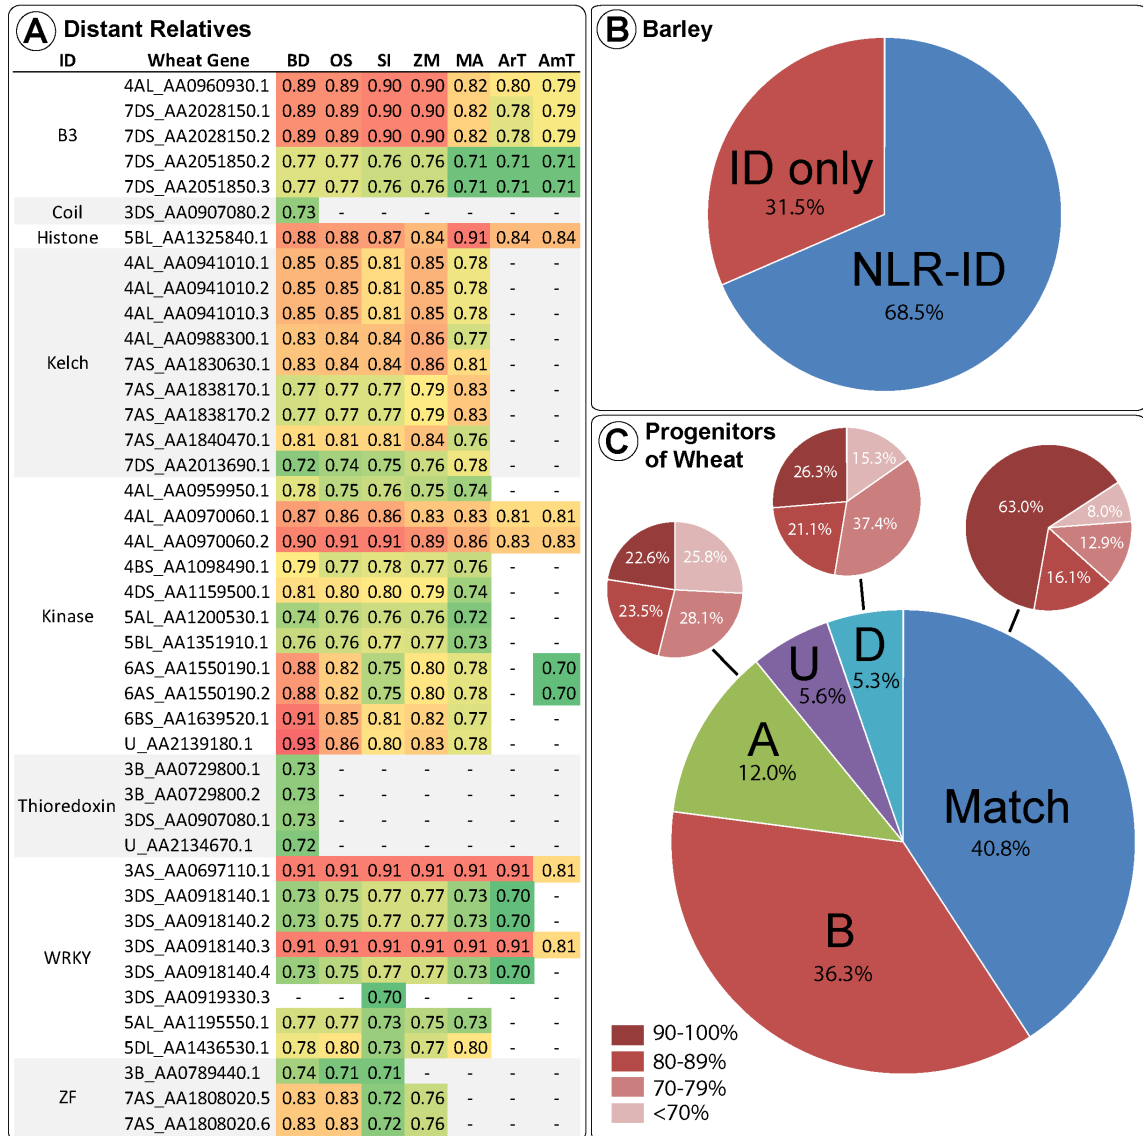 A Distant Relatives
ID Wheat Gene BD OS SI ZM MA ArT AmT
B3
4AL_AA0960930.1 0.89 0.89 0.90 0.90 0.82 0.80 0.79
7DS_AA2028150.1 0.89 0.89 0.90 0.90 0.82 0.78 0.79
7DS_AA2028150.2 0.89 0.89 0.90 0.90 0.82 0.78 0.79
7DS_AA2051850.2 0.77 0.77 0.76 0.76 0.71 0.71 0.71
7DS_AA2051850.3 0.77 0.77 0.76 0.76 0.71 0.71 0.71
Coil 3DS_AA0907080.2 0.73 - - - - - -
Histone 5BL_AA1325840.1 0.88 0.88 0.87 0.84 0.91 0.84 0.84
Kelch
4AL_AA0941010.1 0.85 0.85 0.81 0.85 0.78 - -
4AL_AA0941010.2 0.85 0.85 0.81 0.85 0.78 - -
4AL_AA0941010.3 0.85 0.85 0.81 0.85 0.78 - -
4AL_AA0988300.1 0.83 0.84 0.84 0.86 0.77 - -
7AS_AA1830630.1 0.83 0.84 0.84 0.86 0.81 - -
7AS_AA1838170.1 0.77 0.77 0.77 0.79 0.83 - -
7AS_AA1838170.2 0.77 0.77 0.77 0.79 0.83 - -
7AS_AA1840470.1 0.81 0.81 0.81 0.84 0.76 - -
7DS_AA2013690.1 0.72 0.74 0.75 0.76 0.78 - -
Kinase
4AL_AA0959950.1 0.78 0.75 0.76 0.75 0.74 - -
4AL_AA0970060.1 0.87 0.86 0.86 0.83 0.83 0.81 0.81
4AL_AA0970060.2 0.90 0.91 0.91 0.89 0.86 0.83 0.83
4BS_AA1098490.1 0.79 0.77 0.78 0.77 0.76 - -
4DS_AA1159500.1 0.81 0.80 0.80 0.79 0.74 - -
5AL_AA1200530.1 0.74 0.76 0.76 0.76 0.72 - -
5BL_AA1351910.1 0.76 0.76 0.77 0.77 0.73 - -
6AS_AA1550190.1 0.88 0.82 0.75 0.80 0.78 - 0.70
6AS_AA1550190.2 0.88 0.82 0.75 0.80 0.78 - 0.70
6BS_AA1639520.1 0.91 0.85 0.81 0.82 0.77 - -
U_AA2139180.1 0.93 0.86 0.80 0.83 0.78 - -
Thioredoxin
3B_AA0729800.1 0.73 - - - - - -
3B_AA0729800.2 0.73 - - - - - -
3DS_AA0907080.1 0.73 - - - - - -
U_AA2134670.1 0.72 - - - - - -
WRKY
3AS_AA0697110.1 0.91 0.91 0.91 0.91 0.91 0.91 0.81
3DS_AA0918140.1 0.73 0.75 0.77 0.77 0.73 0.70 -
3DS_AA0918140.2 0.73 0.75 0.77 0.77 0.73 0.70 -
3DS_AA0918140.3 0.91 0.91 0.91 0.91 0.91 0.91 0.81
3DS_AA0918140.4 0.73 0.75 0.77 0.77 0.73 0.70 -
3DS_AA0919330.3 - - 0.70 - - - -
5AL_AA1195550.1 0.77 0.77 0.73 0.75 0.73 - -
5DL_AA1436530.1 0.78 0.80 0.73 0.77 0.80 - -
ZF
3B_AA0789440.1 0.74 0.71 0.71 - - - -
7AS_AA1808020.5 0.83 0.83 0.72 0.76 - - -
7AS_AA1808020.6 0.83 0.83 0.72 0.76 - - -
B Barley
ID only
31.5%
NLR-ID
68.5%
C Progenitors
of Wheat
22.6% 25.8%
23.5% 28.1%
26.3% 15.3%
21.1% 37.4%
63.0% 8.0%
12.9%
16.1%
U
5.6%
D
5.3%
A
12.0%
Match
40.8%
B
36.3%
90-100%
80-89%
70-79%
<70%